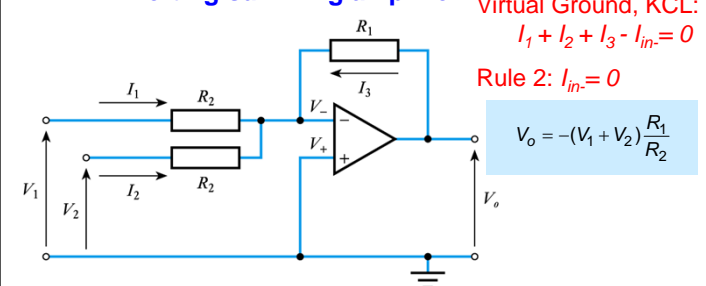 Virtual Ground, KCL:
I₁ + I₂ + I₃ - Iᵢₙ₋ = 0
Rule 2: Iᵢₙ₋ = 0
Vₒ = −(V₁ + V₂) R₁/R₂
R₁
I₃
I₁
R₂
V₋
−
V₊
+
I₂
R₂
V₁
V₂
Vₒ